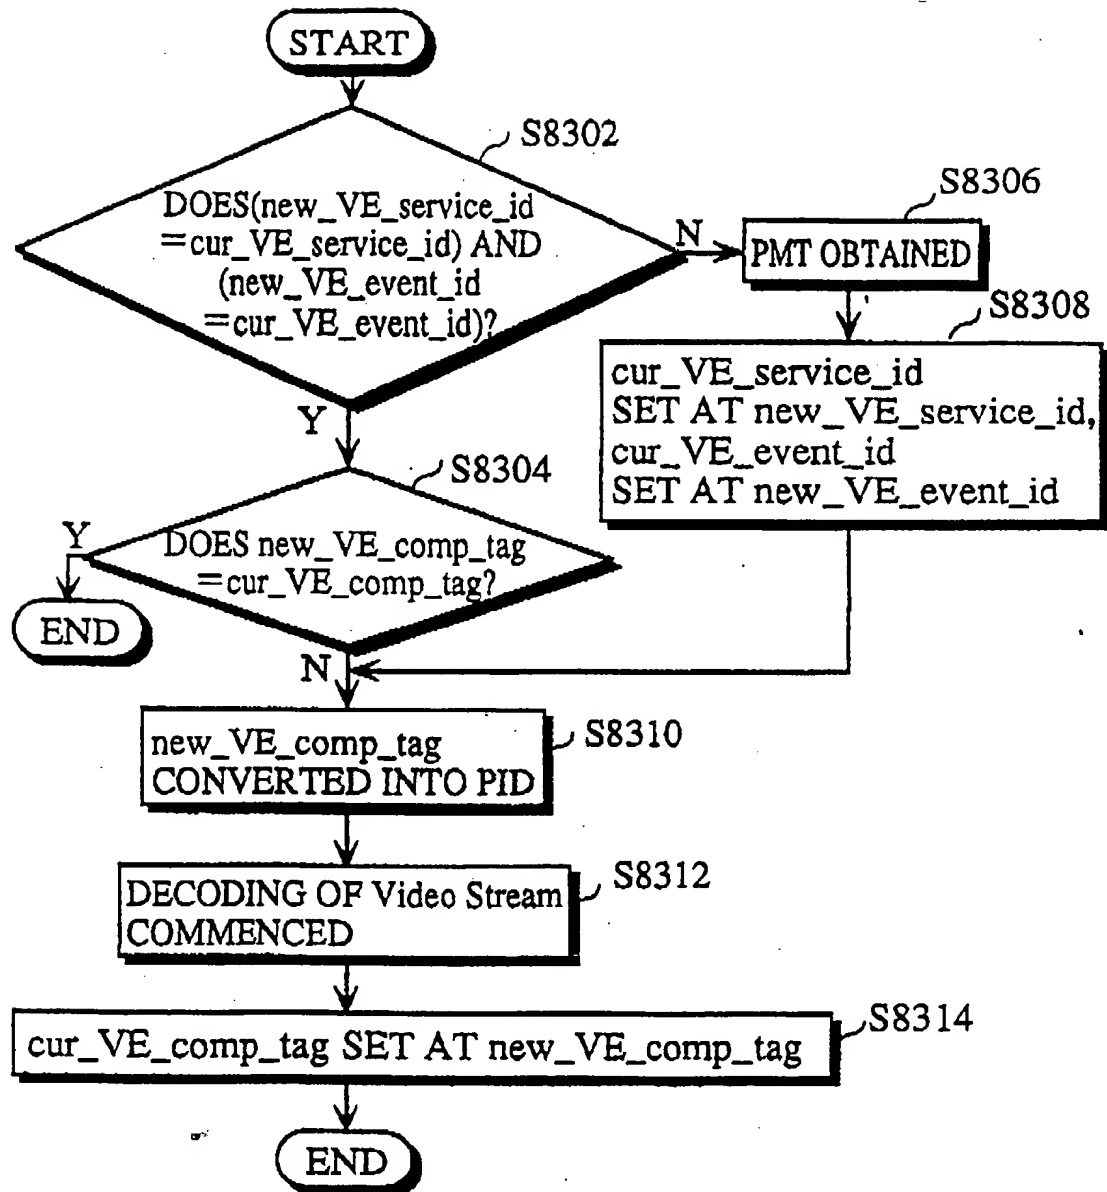 START
S8302
DOES(new_VE_service_id
=cur_VE_service_id) AND
(new_VE_event_id
=cur_VE_event_id)?
N
S8306
PMT OBTAINED
S8308
cur_VE_service_id
SET AT new_VE_service_id,
cur_VE_event_id
SET AT new_VE_event_id
Y
S8304
DOES new_VE_comp_tag
=cur_VE_comp_tag?
Y
END
N
S8310
new_VE_comp_tag
CONVERTED INTO PID
S8312
DECODING OF Video Stream
COMMENCED
S8314
cur_VE_comp_tag SET AT new_VE_comp_tag
END